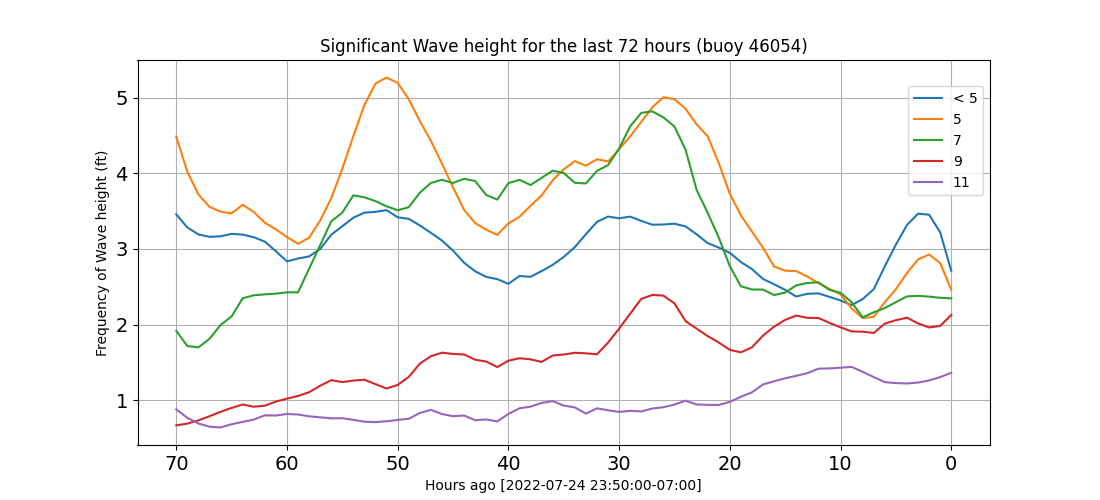 Significant Wave height for the last 72 hours (buoy 46054)
Frequency of Wave height (ft)
5
4
3
2
1
< 5
5
7
9
11
70 60 50 40 30 20 10 0
Hours ago [2022-07-24 23:50:00-07:00]